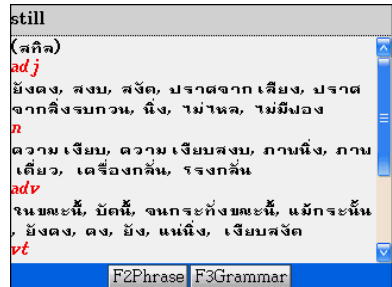 still
(สทิล)
adj
ยังคง, สงบ, สงัด, ปราศจากเสียง, ปราศ
จากสิ่งรบกวน, นิ่ง, ไม่ไหล, ไม่มีฟอง
n
ความเงียบ, ความเงียบสงบ, ภาพนิ่ง, ภาพ
เดี่ยว, เครื่องกลั่น, โรงกลั่น
adv
ในขณะนี้, บัดนี้, จนกระทั่งขณะนี้, แม้กระนั้น
, ยังคง, คง, ยัง, แน่นิ่ง, เงียบสงัด
vt
F2Phrase F3Grammar